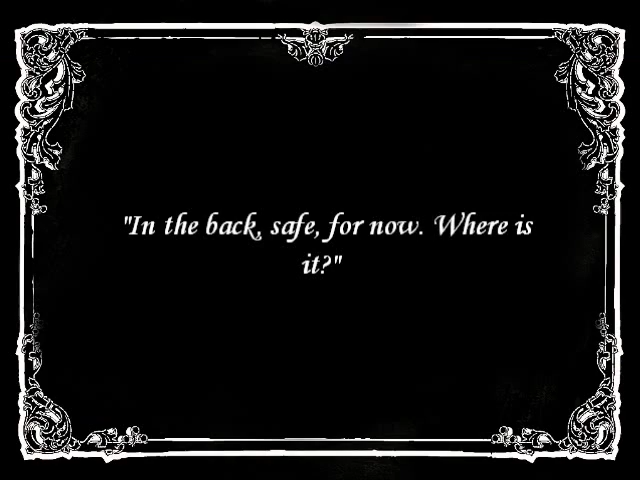 "In the back, safe, for now. Where is
it?"